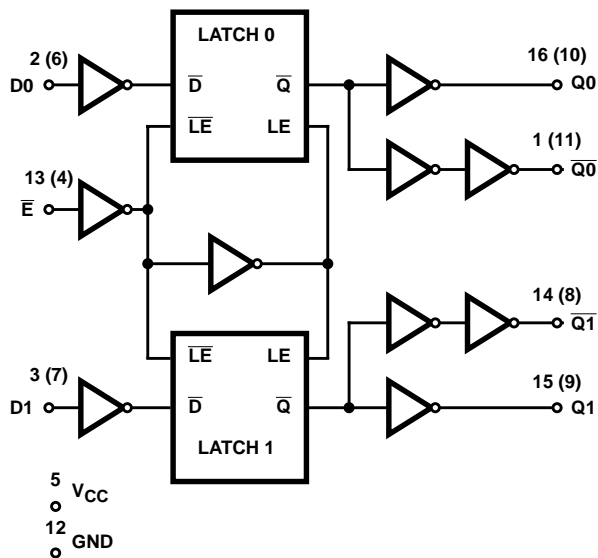 LATCH 0
2 (6)
D0
D̅
Q̅
L̅E̅
LE
16 (10)
Q0
1 (11)
Q̅0̅
13 (4)
E̅
14 (8)
Q̅1̅
L̅E̅
LE
3 (7)
D1
D̅
Q̅
15 (9)
Q1
LATCH 1
5
VCC
12
GND